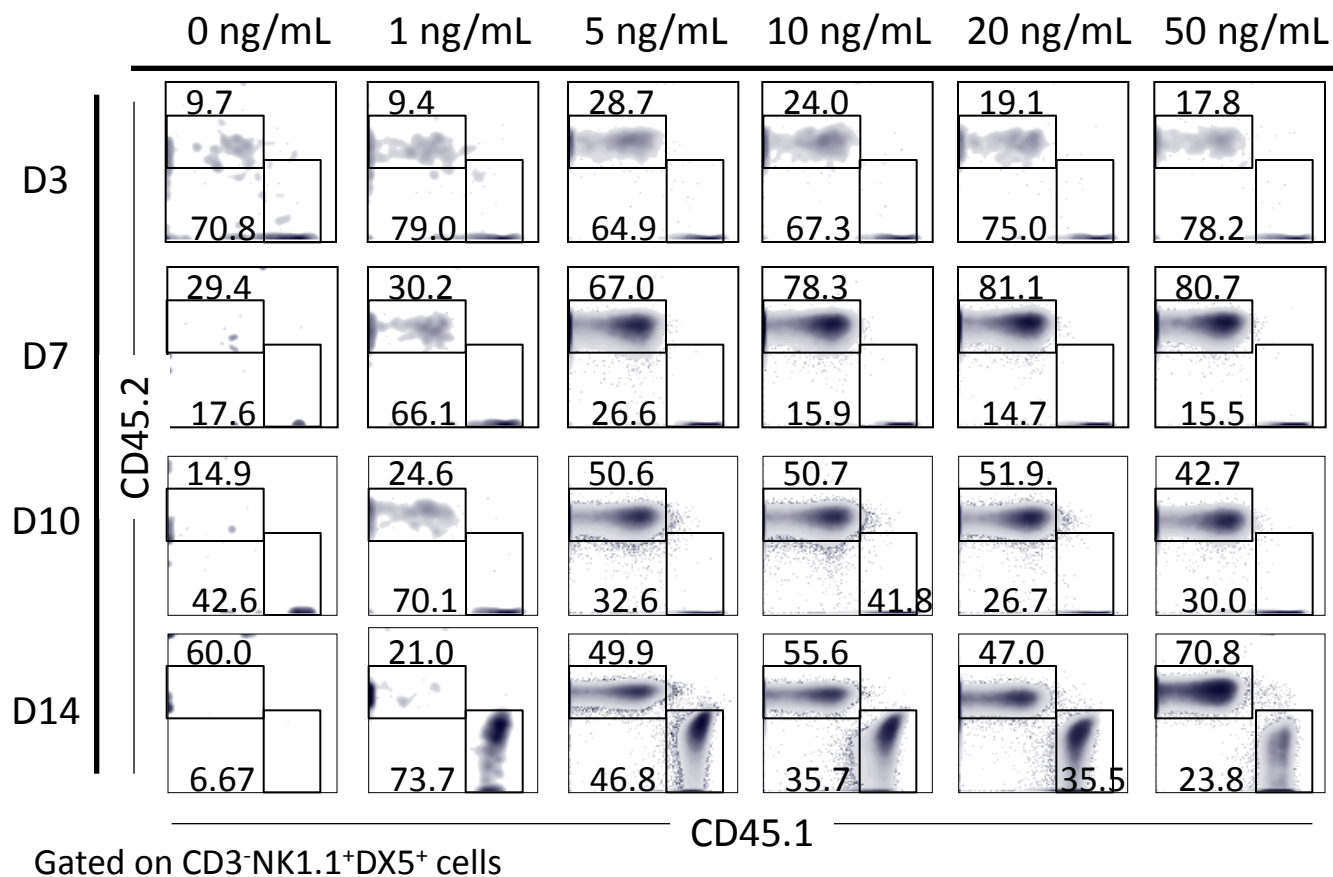 0 ng/mL 1 ng/mL 5 ng/mL 10 ng/mL 20 ng/mL 50 ng/mL
9.7 9.4 28.7 24.0 19.1 17.8
D3
70.8 79.0 64.9 67.3 75.0 78.2
29.4 30.2 67.0 78.3 81.1 80.7
D7
17.6 66.1 26.6 15.9 14.7 15.5
CD45.2
14.9 24.6 50.6 50.7 51.9. 42.7
D10
42.6 70.1 32.6 41.8 26.7 30.0
60.0 21.0 49.9 55.6 47.0 70.8
D14
6.67 73.7 46.8 35.7 35.5 23.8
CD45.1
Gated on CD3⁻NK1.1⁺DX5⁺ cells